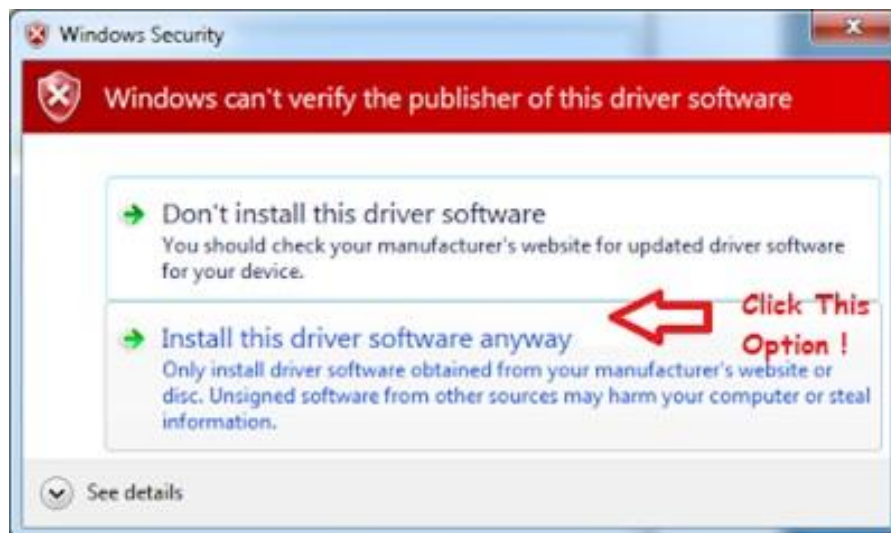 Windows Security
Windows can't verify the publisher of this driver software
Don't install this driver software
You should check your manufacturer's website for updated driver software
for your device.
Click This
Option !
Install this driver software anyway
Only install driver software obtained from your manufacturer's website or
disc. Unsigned software from other sources may harm your computer or steal
information.
See details